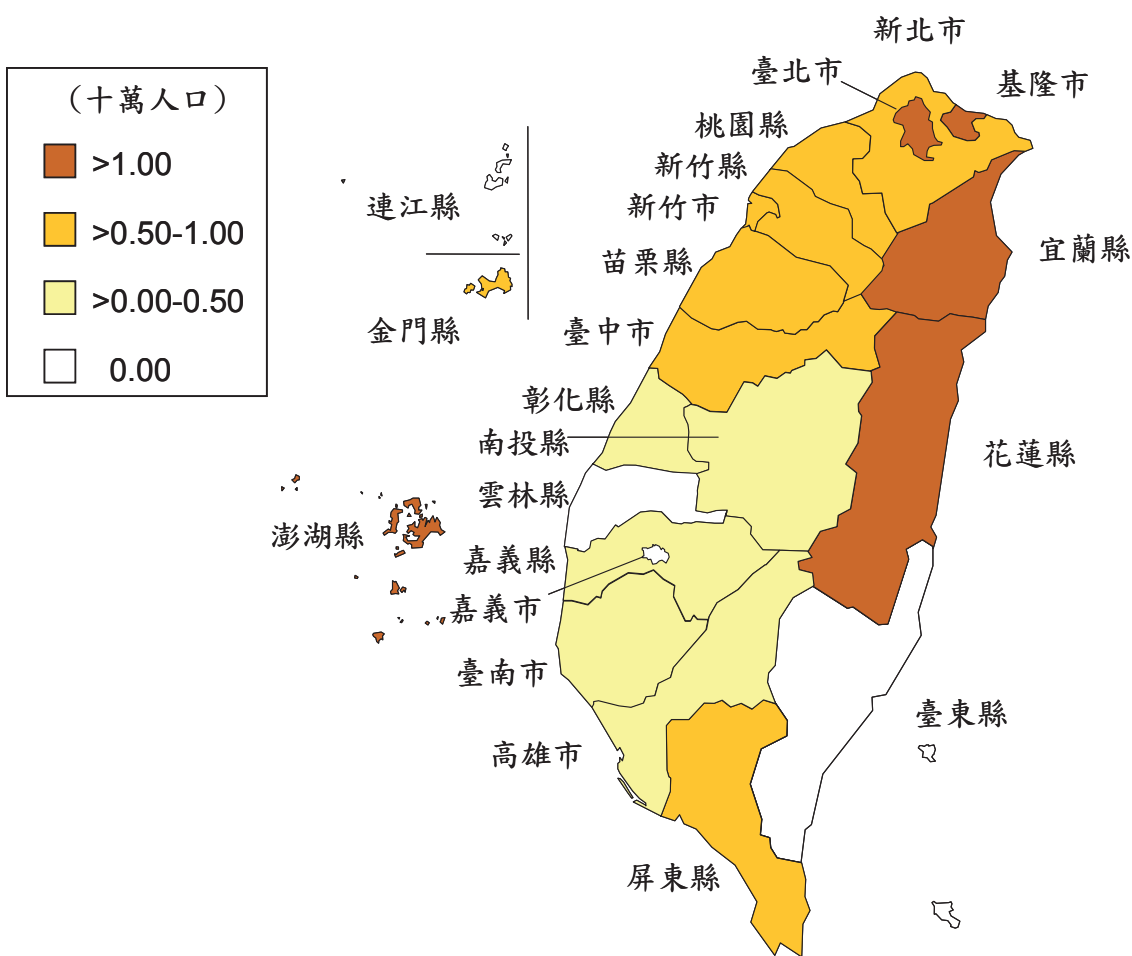 (十萬人口)
>1.00
>0.50-1.00
>0.00-0.50
0.00
新北市
臺北市
基隆市
桃園縣
新竹縣
新竹市
連江縣
宜蘭縣
苗栗縣
金門縣
臺中市
彰化縣
南投縣
花蓮縣
雲林縣
澎湖縣
嘉義縣
嘉義市
臺南市
臺東縣
高雄市
屏東縣